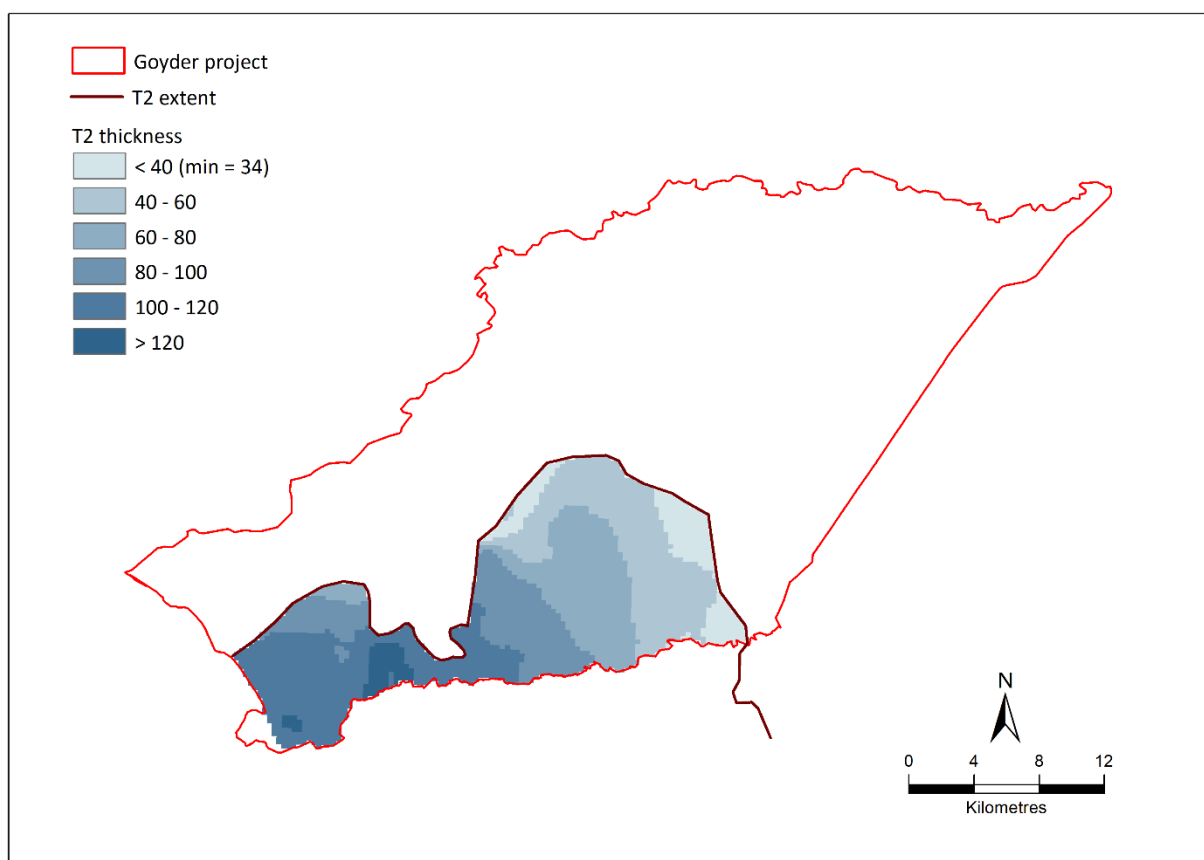 Goyder project
T2 extent
T2 thickness
< 40 (min = 34)
40 - 60
60 - 80
80 - 100
100 - 120
> 120
N
0 4 8 12
Kilometres